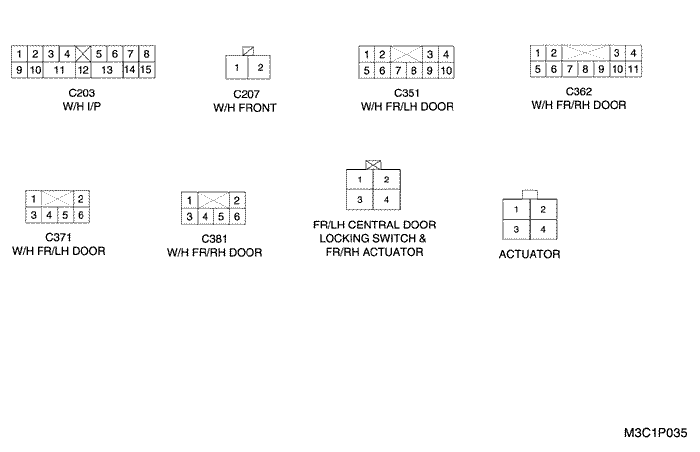 1 2 3 4 5 6 7 8
9 10 11 12 13 14 15
C203
W/H I/P
1 2
C207
W/H FRONT
1 2 3 4
5 6 7 8 9 10
C351
W/H FR/LH DOOR
1 2 3 4
5 6 7 8 9 10 11
C362
W/H FR/RH DOOR
1 2
3 4 5 6
C371
W/H FR/LH DOOR
1 2
3 4 5 6
C381
W/H FR/RH DOOR
1 2
3 4
FR/LH CENTRAL DOOR
LOCKING SWITCH &
FR/RH ACTUATOR
1 2
3 4
ACTUATOR
M3C1P035